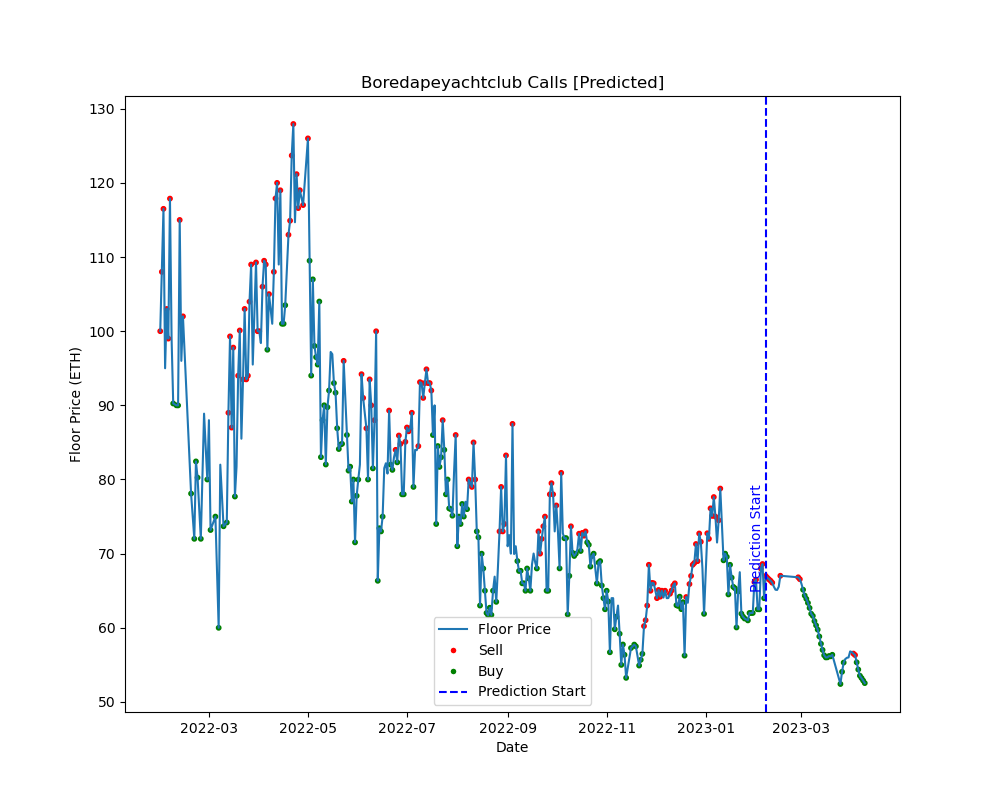 Boredapeyachtclub Calls [Predicted]
130
120
110
100
90
80
70
60
50
Floor Price (ETH)
Prediction Start
Floor Price
Sell
Buy
Prediction Start
2022-03
2022-05
2022-07
2022-09
2022-11
2023-01
2023-03
Date